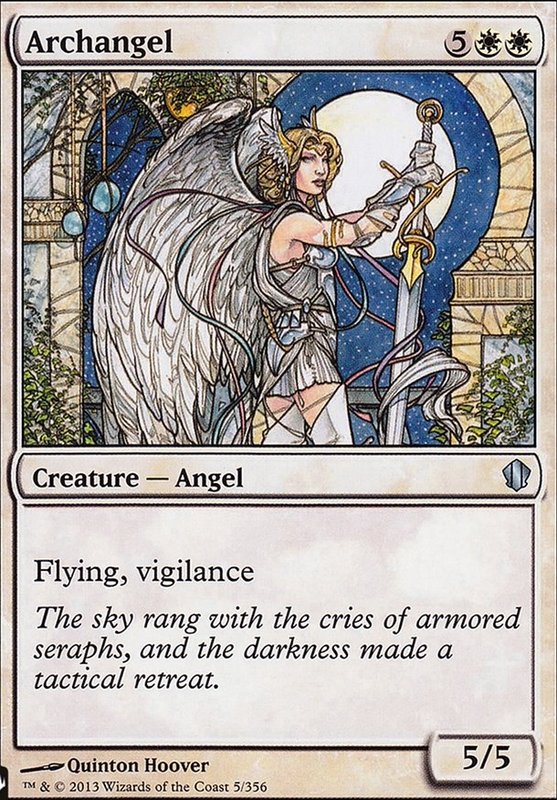 Archangel 5
Creature — Angel
Flying, vigilance
The sky rang with the cries of armored
seraphs, and the darkness made a
tactical retreat.
5/5
Quinton Hoover
™ & © 2013 Wizards of the Coast 5/356